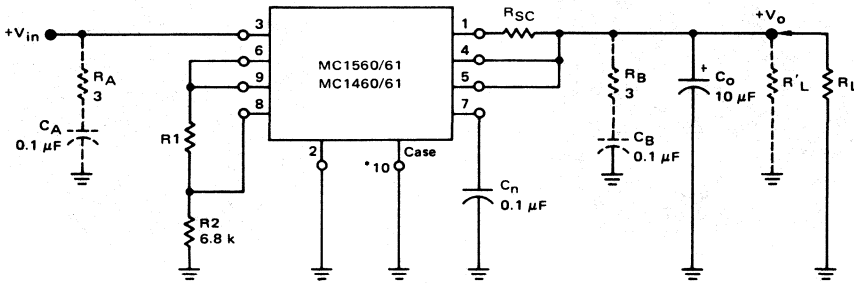 +Vin
RA
3
CA
0.1 µF
R1
R2
6.8 k
3
6
9
8
MC1560/61
MC1460/61
2
Case
*10
1
4
5
7
RSC
Cn
0.1 µF
RB
3
CB
0.1 µF
+
Co
10 µF
+Vo
R'L
RL